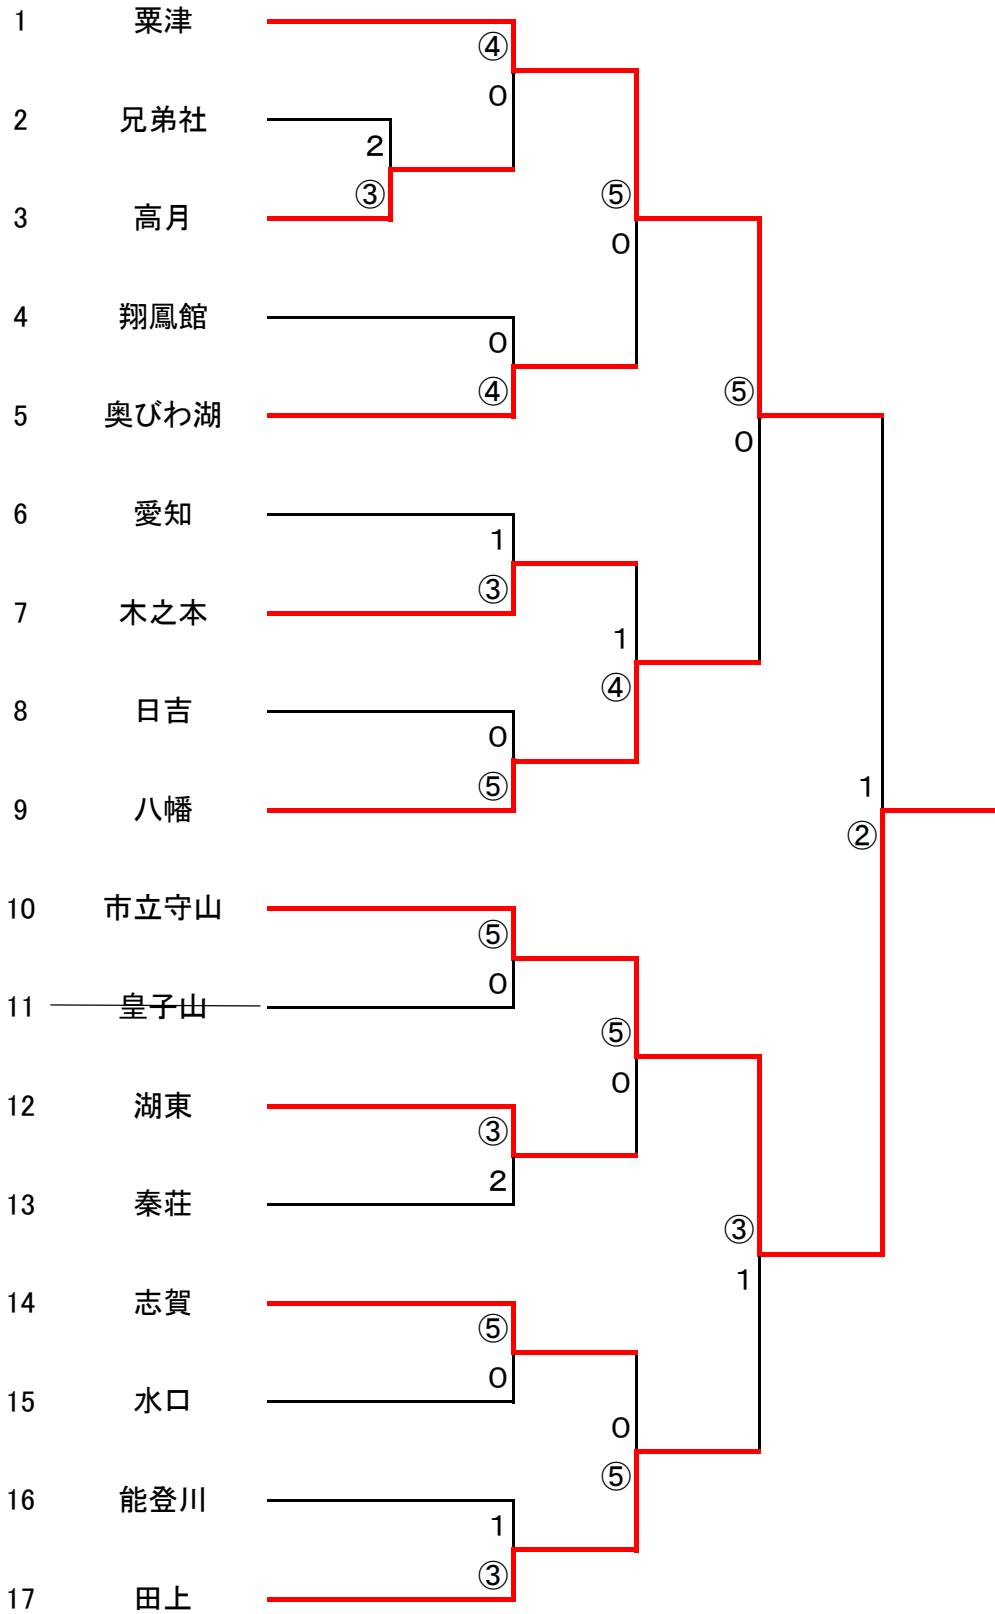 1 粟津
④
0
2 兄弟社
2
③
3 高月
⑤
0
4 翔鳳館
0
④
5 奥びわ湖
⑤
0
6 愛知
1
③
7 木之本
1
④
8 日吉
0
⑤
9 八幡
1
②
10 市立守山
⑤
0
11 皇子山
⑤
0
12 湖東
③
2
13 秦荘
③
1
14 志賀
⑤
0
15 水口
0
⑤
16 能登川
1
③
17 田上